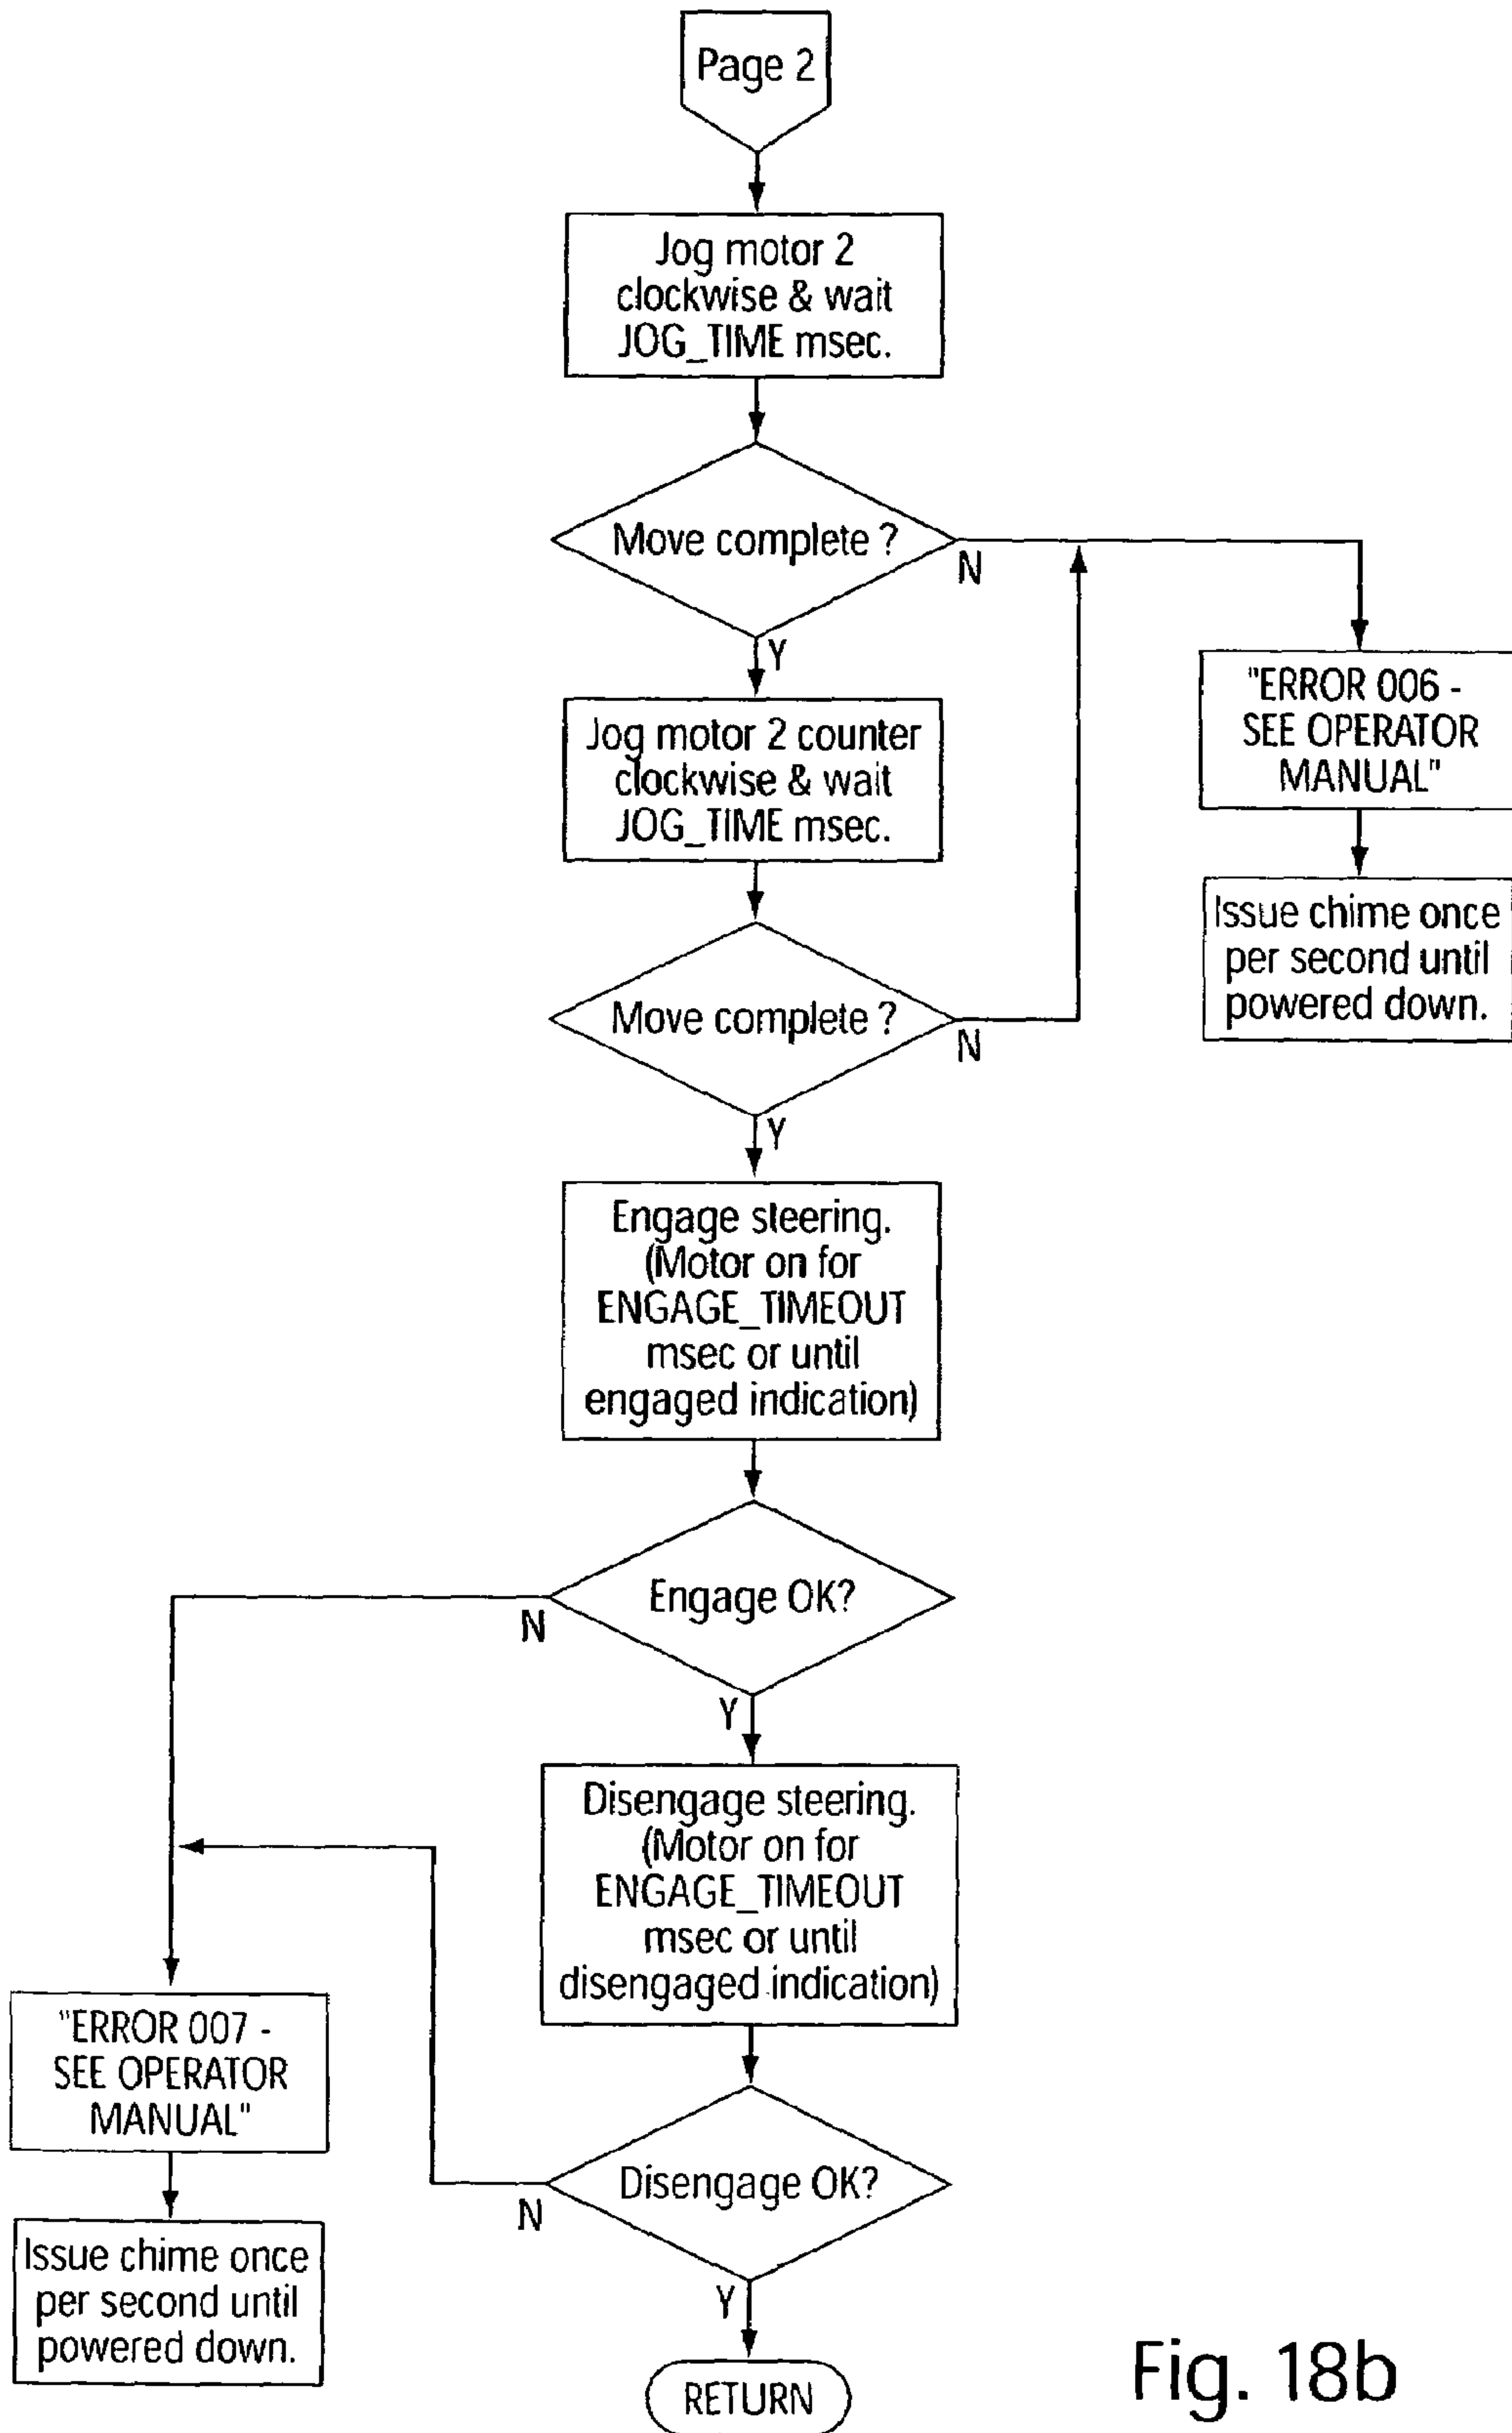 Page 2
Jog motor 2
clockwise & wait
JOG_TIME msec.
Move complete ?
N
Y
"ERROR 006 -
SEE OPERATOR
MANUAL"
Jog motor 2 counter
clockwise & wait
JOG_TIME msec.
Issue chime once
per second until
powered down.
Move complete ?
N
Y
Engage steering.
(Motor on for
ENGAGE_TIMEOUT
msec or until
engaged indication)
Engage OK?
N
Y
Disengage steering.
(Motor on for
ENGAGE_TIMEOUT
msec or until
disengaged indication)
"ERROR 007 -
SEE OPERATOR
MANUAL"
Disengage OK?
N
Y
Issue chime once
per second until
powered down.
RETURN
Fig. 18b